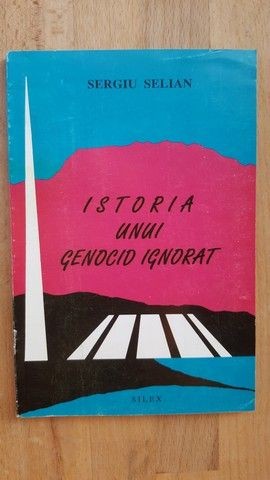 SERGIU SELIAN
ISTORIA
UNUI
GENOCID IGNORAT
SILEX